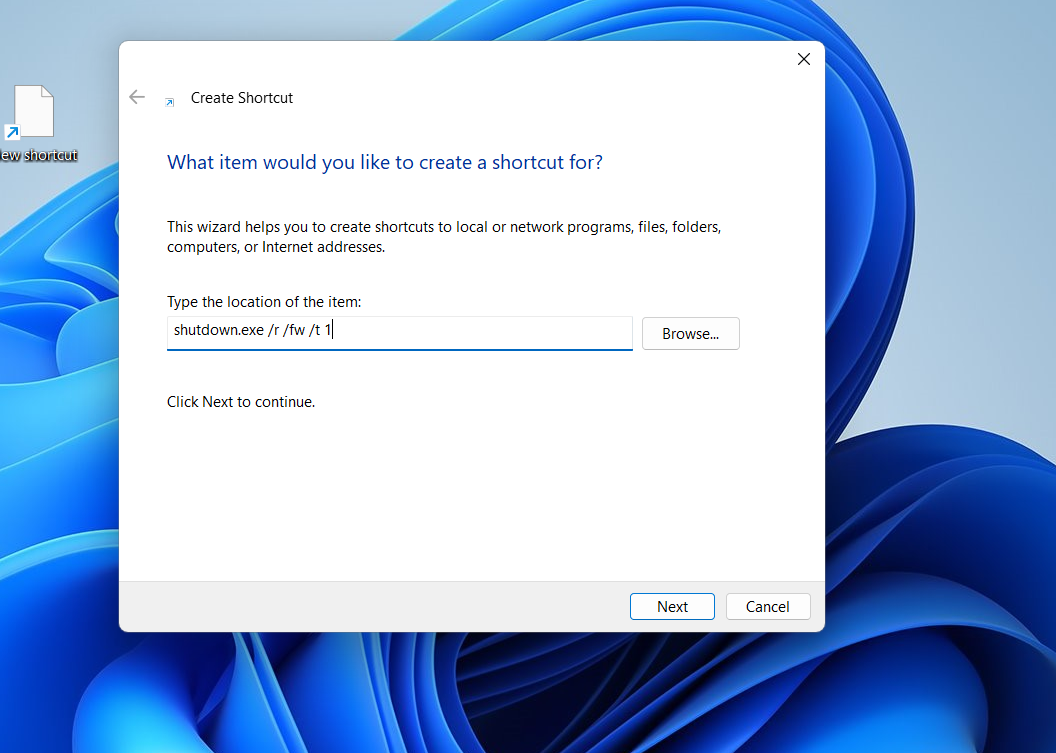 Create Shortcut
shortcut
What item would you like to create a shortcut for?
This wizard helps you to create shortcuts to local or network programs, files, folders,
computers, or Internet addresses.
Type the location of the item:
shutdown.exe /r /fw /t 1
Browse...
Click Next to continue.
Next
Cancel